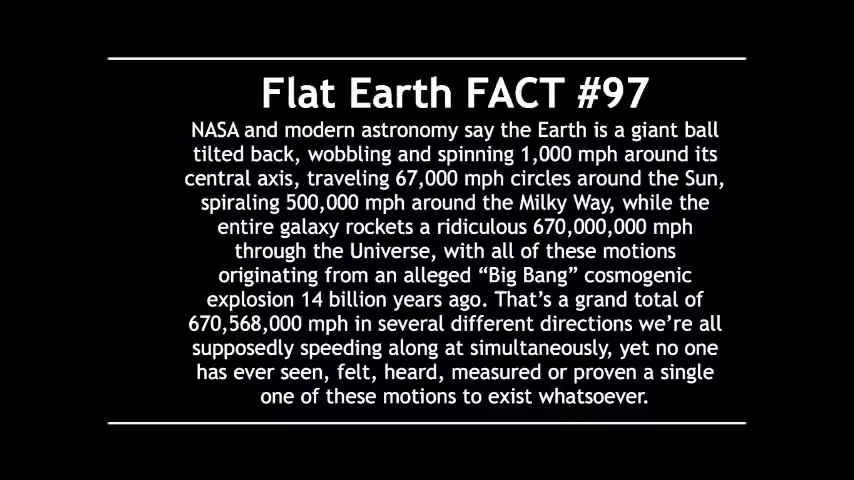 Flat Earth FACT #97
NASA and modern astronomy say the Earth is a giant ball
tilted back, wobbling and spinning 1,000 mph around its
central axis, traveling 67,000 mph circles around the Sun,
spiraling 500,000 mph around the Milky Way, while the
entire galaxy rockets a ridiculous 670,000,000 mph
through the Universe, with all of these motions
originating from an alleged “Big Bang” cosmogenic
explosion 14 billion years ago. That’s a grand total of
670,568,000 mph in several different directions we’re all
supposedly speeding along at simultaneously, yet no one
has ever seen, felt, heard, measured or proven a single
one of these motions to exist whatsoever.